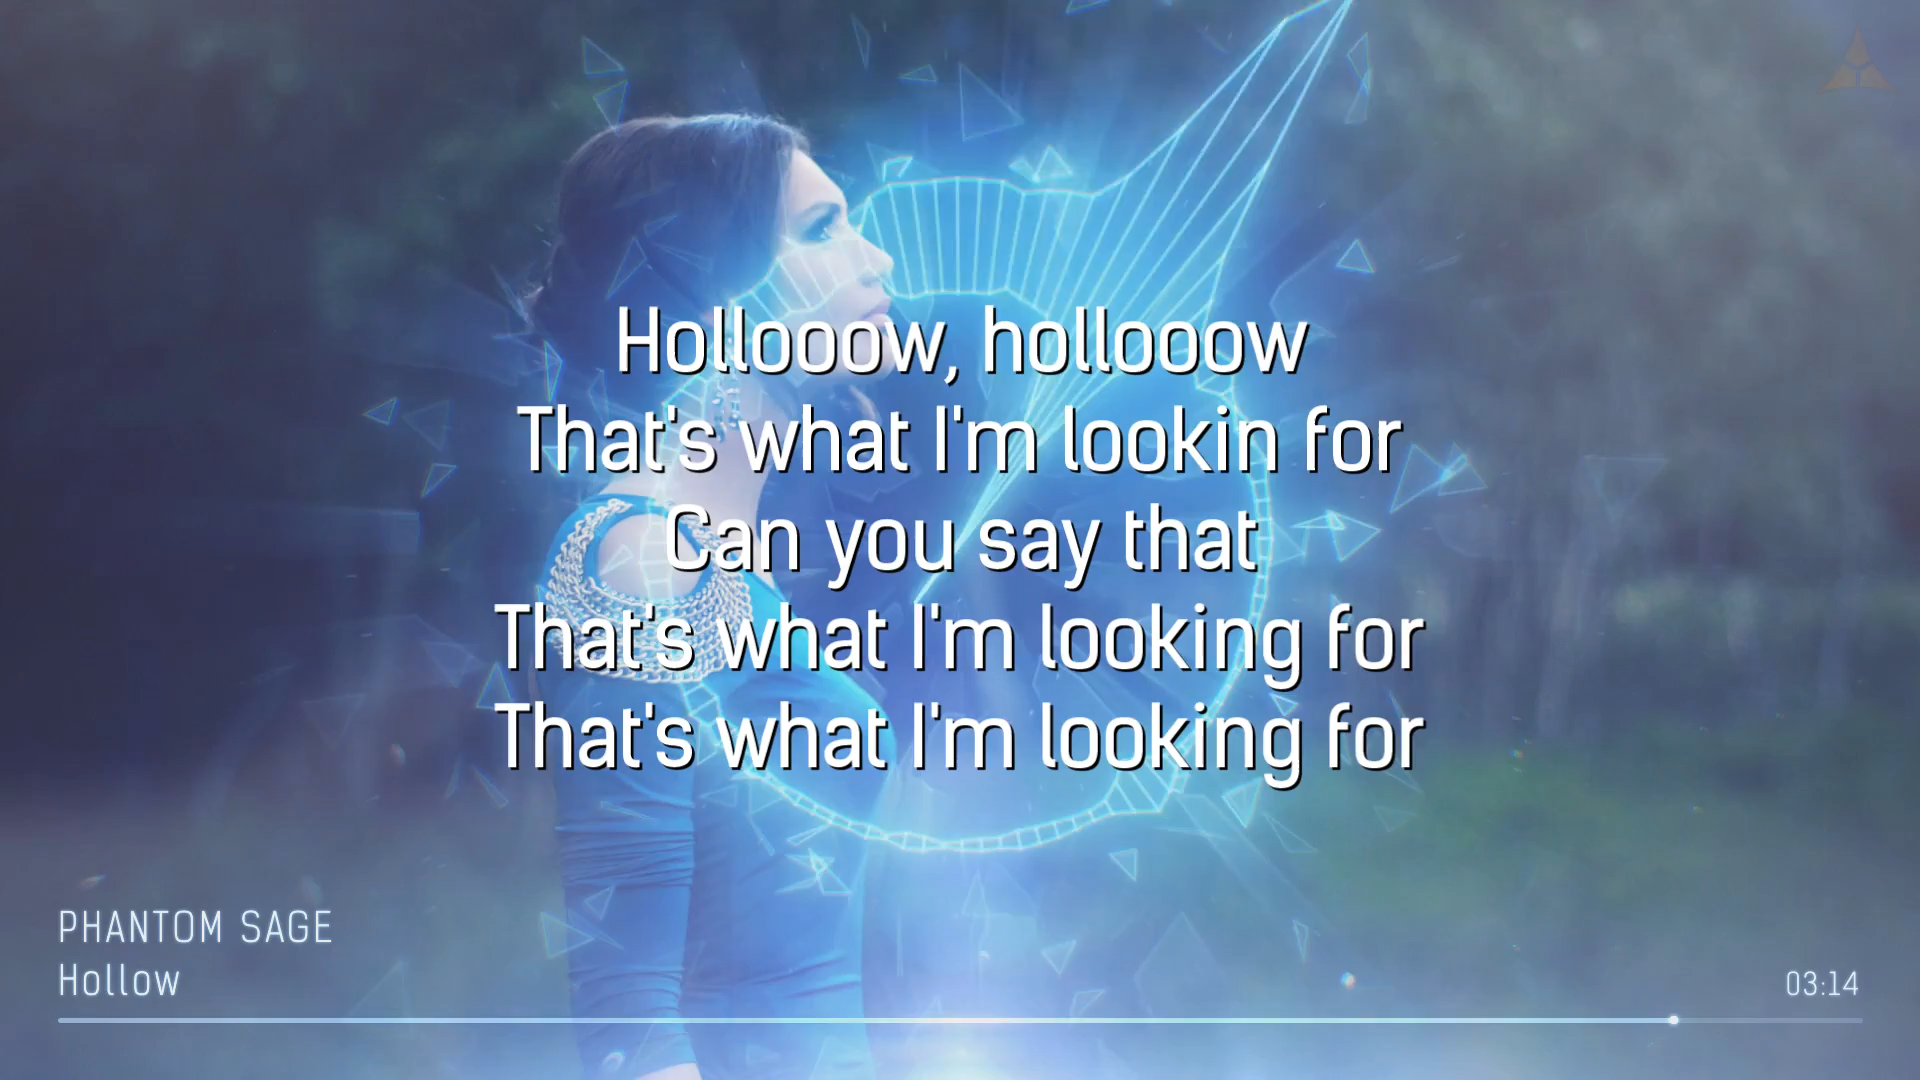 Hollooow, hollooow
That's what I'm lookin for
Can you say that
That's what I'm looking for
That's what I'm looking for
PHANTOM SAGE
Hollow
03:14